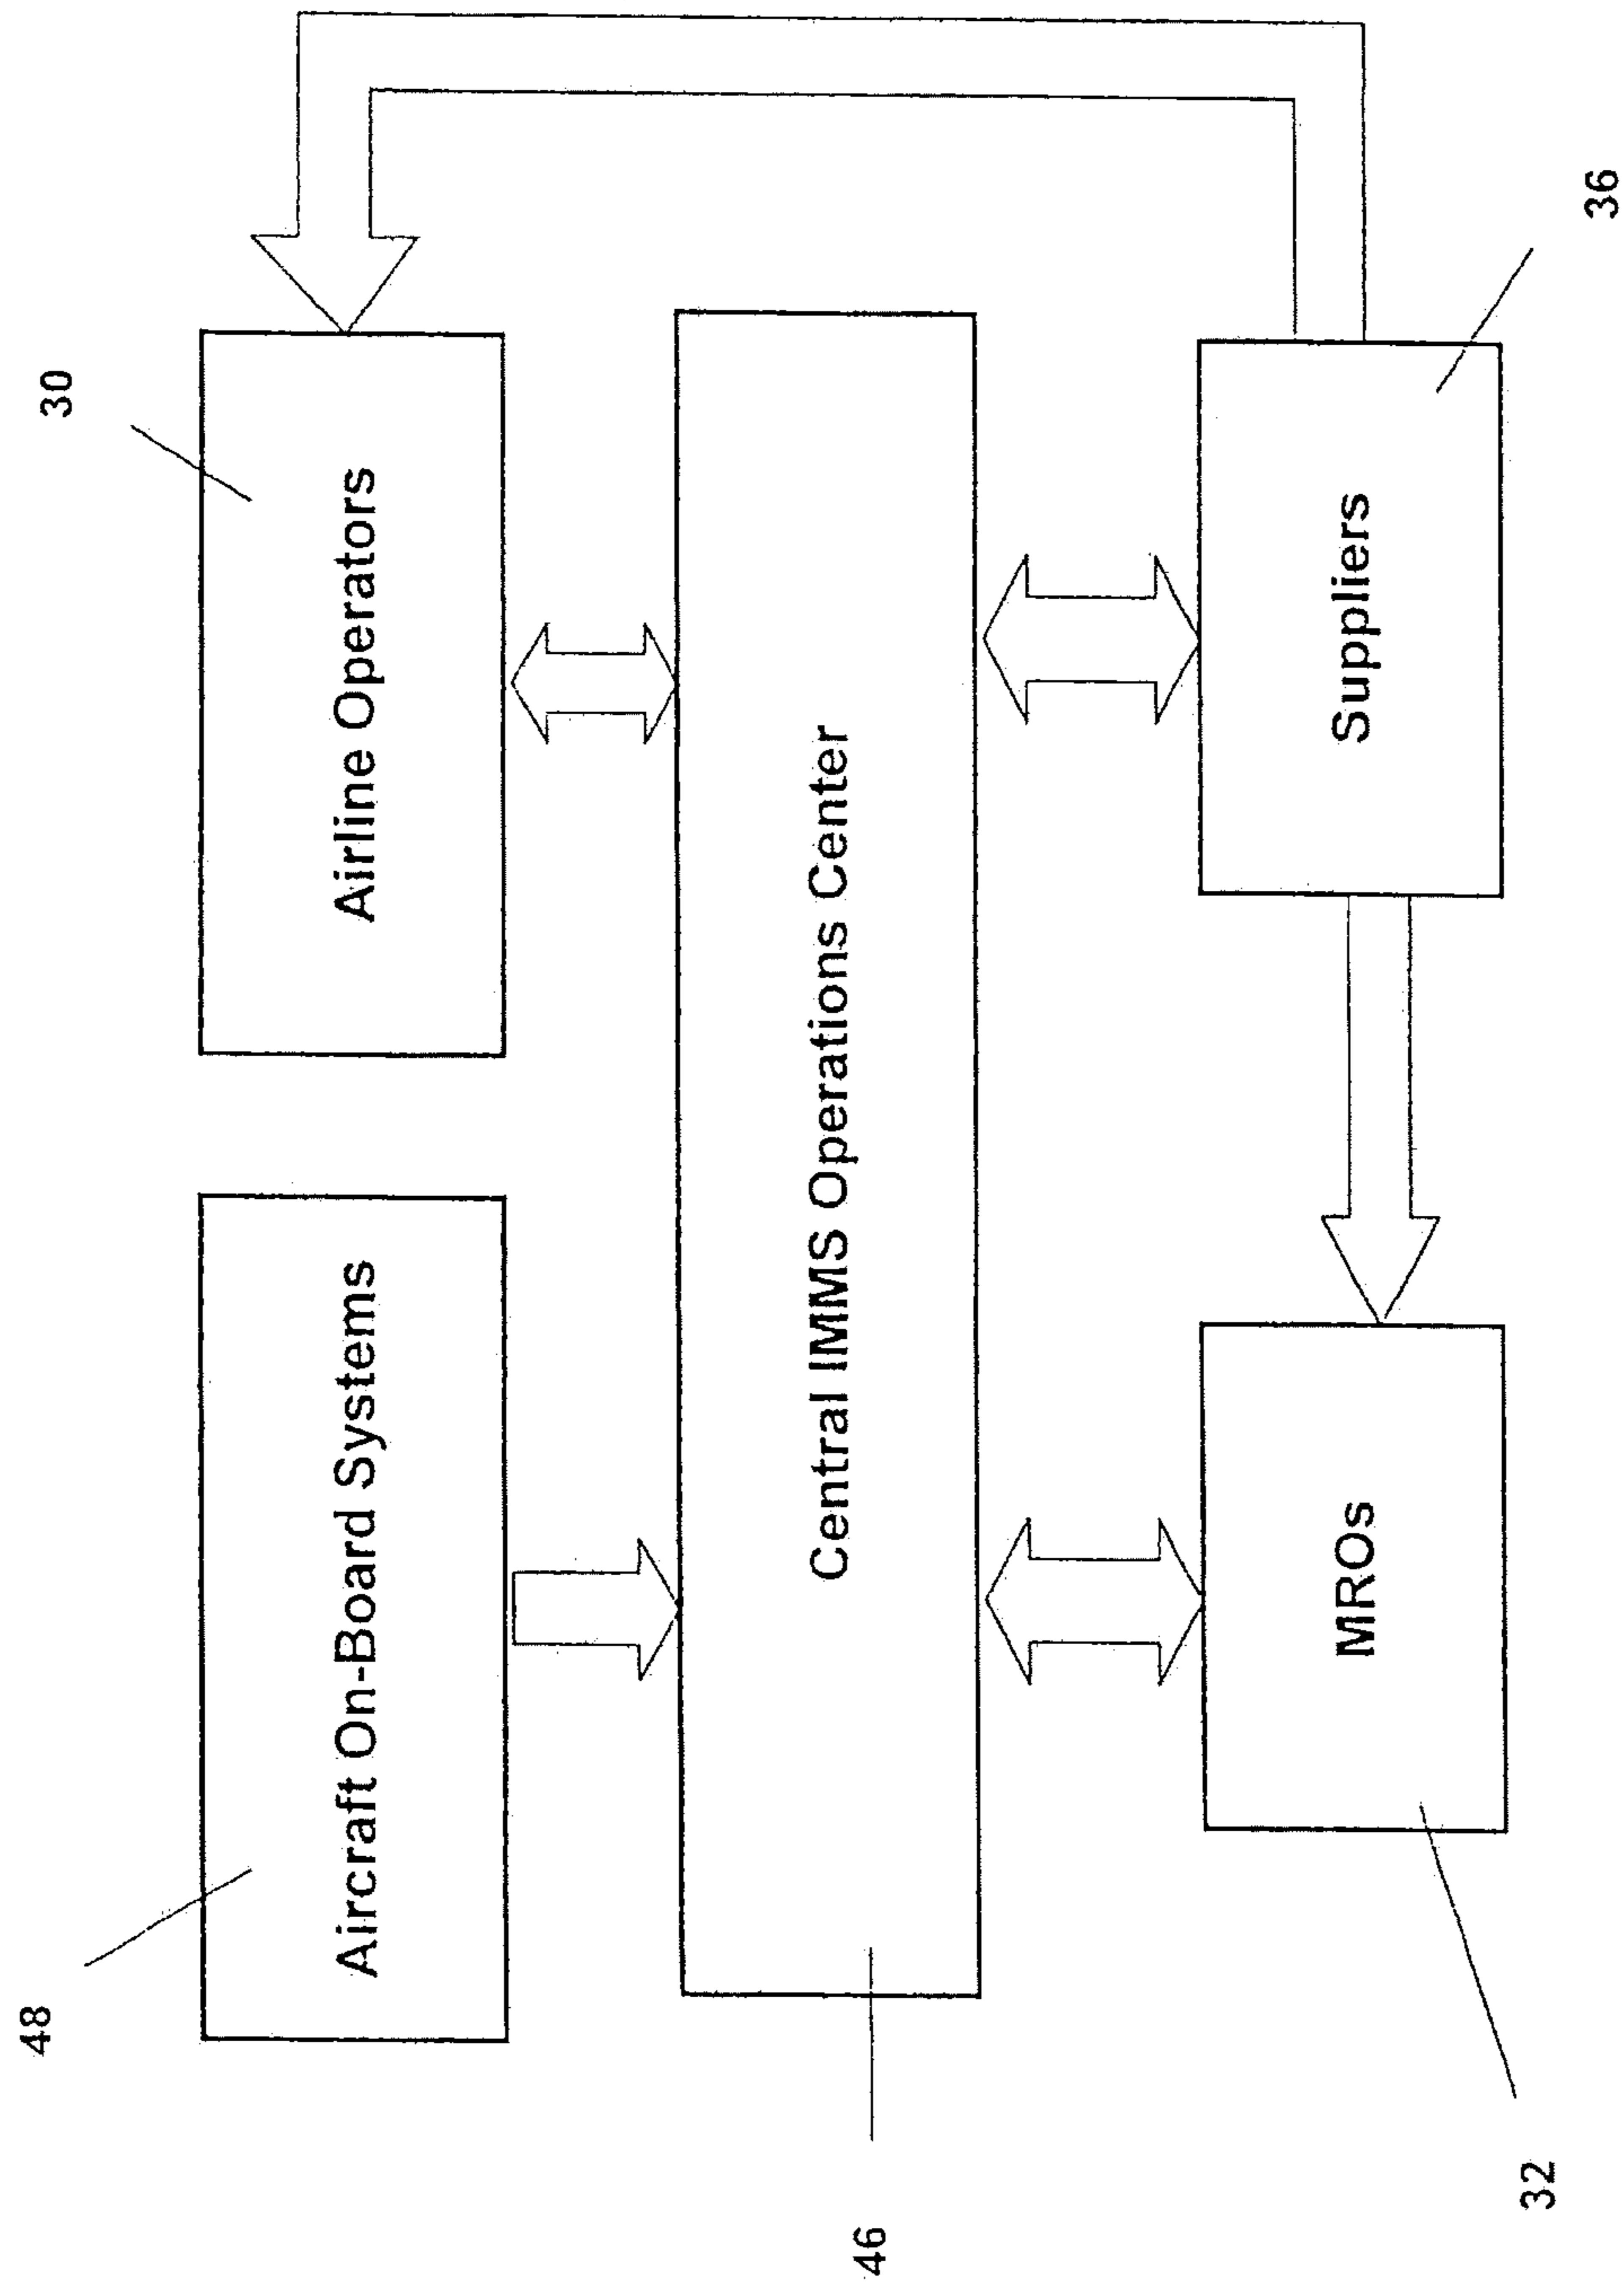 48
Aircraft On-Board Systems
30
Airline Operators
46
Central IMMS Operations Center
32
MROs
Suppliers
36